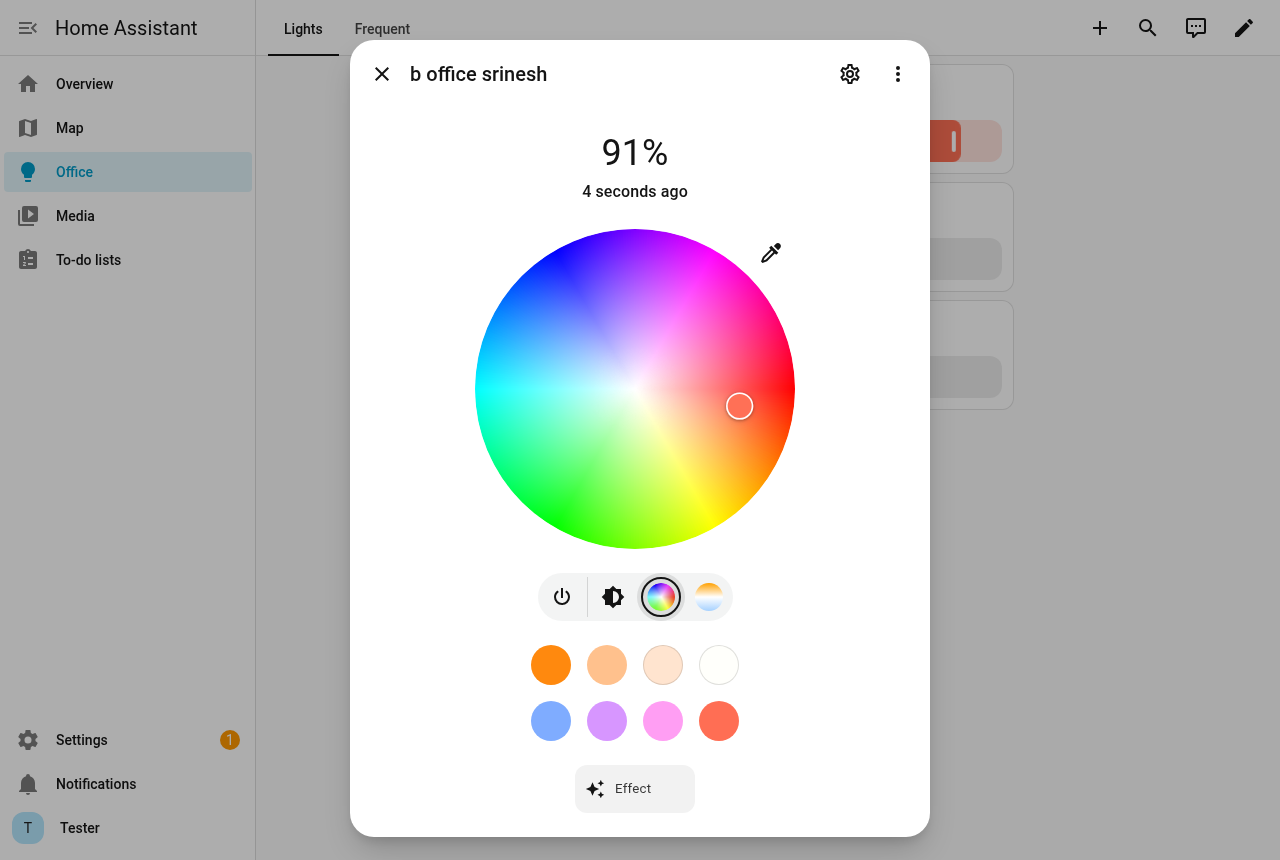 Home Assistant
Lights
Frequent
Overview
Map
Office
Media
To-do lists
Settings
1
Notifications
T
Tester
b office srinesh
91%
4 seconds ago
Effect